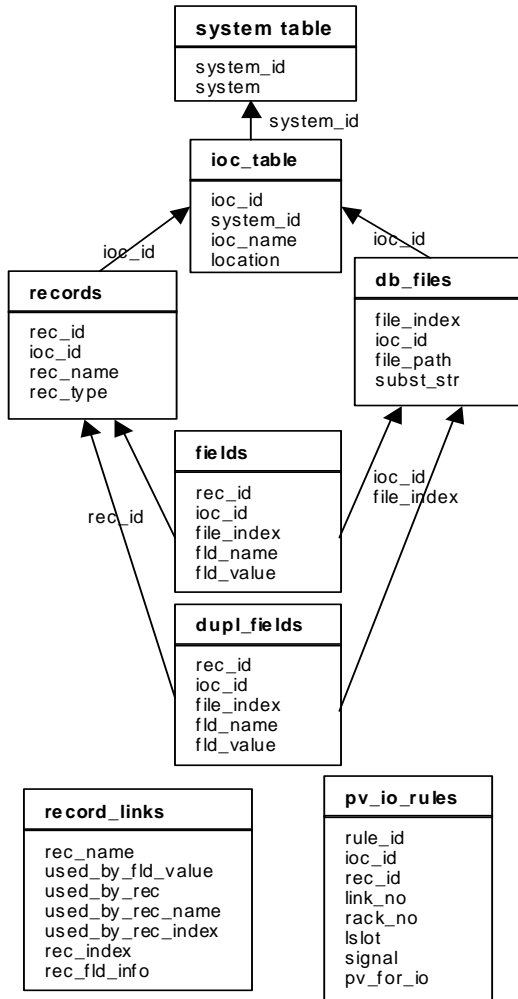 system table
system_id
system
system_id
ioc_table
ioc_id
system_id
ioc_name
location
ioc_id
ioc_id
records
rec_id
ioc_id
rec_name
rec_type
db_files
file_index
ioc_id
file_path
subst_str
fields
rec_id
ioc_id
file_index
fld_name
fld_value
rec_id
ioc_id
file_index
dupl_fields
rec_id
ioc_id
file_index
fld_name
fld_value
record_links
rec_name
used_by_fld_value
used_by_rec
used_by_rec_name
used_by_rec_index
rec_index
rec_fld_info
pv_io_rules
rule_id
ioc_id
rec_id
link_no
rack_no
lslot
signal
pv_for_io